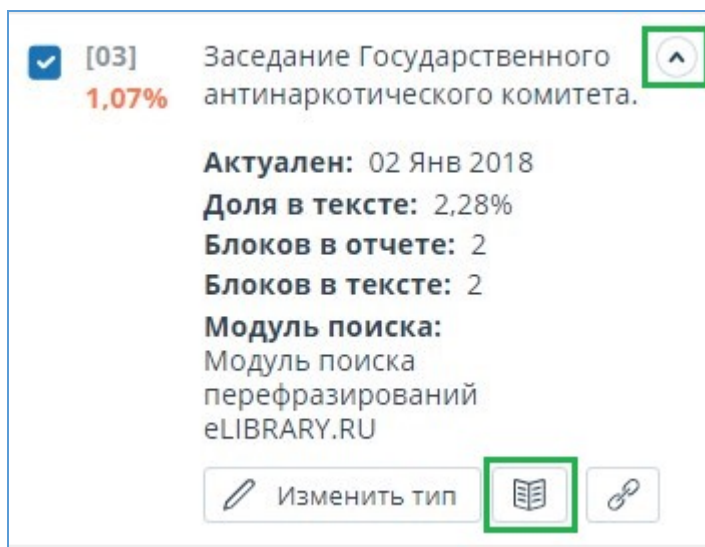 [03] Заседание Государственного
1,07% антинаркотического комитета.
Актуален: 02 Янв 2018
Доля в тексте: 2,28%
Блоков в отчете: 2
Блоков в тексте: 2
Модуль поиска:
Модуль поиска
перефразирований
eLIBRARY.RU
Изменить тип